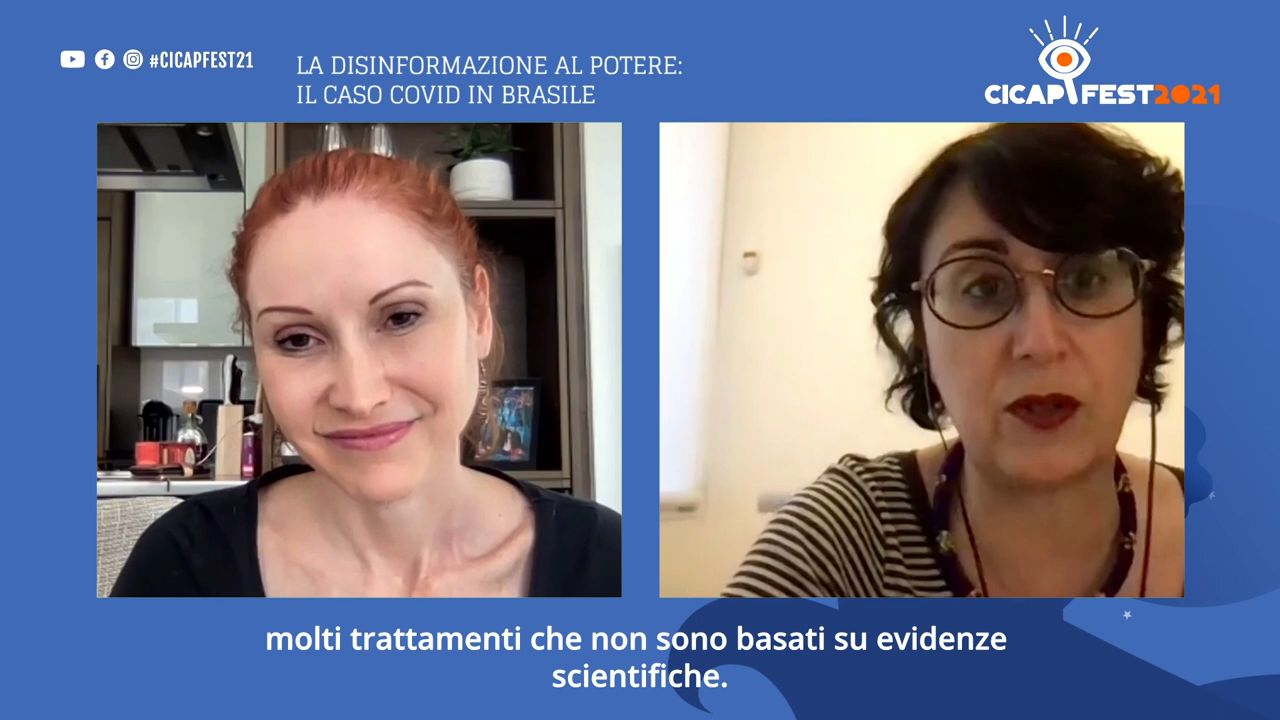 #CICAPFEST21
LA DISINFORMAZIONE AL POTERE:
IL CASO COVID IN BRASILE
CICAP FEST2021
molti trattamenti che non sono basati su evidenze
scientifiche.